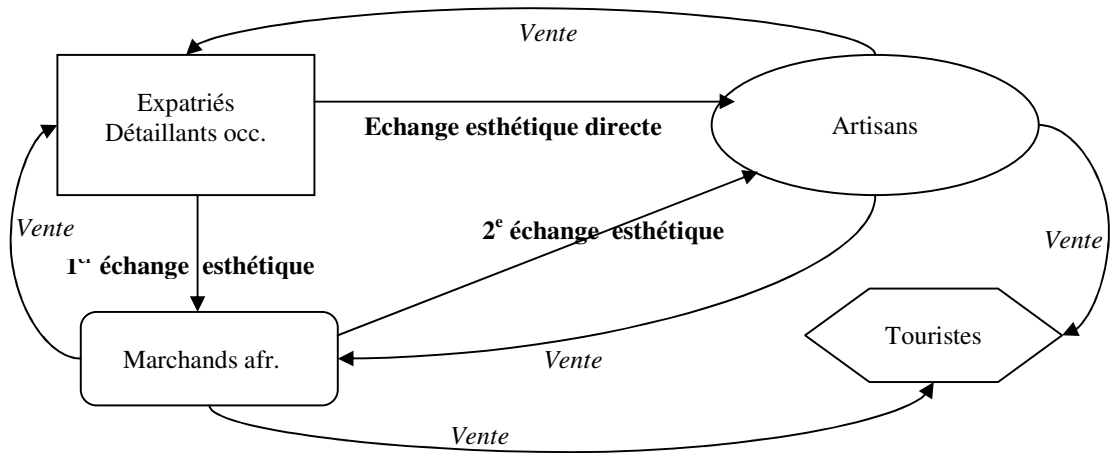 Vente
Expatriés
Détaillants occ.
Echange esthétique directe
Artisans
Vente
2e échange esthétique
Vente
1er échange esthétique
Touristes
Marchands afr.
Vente
Vente